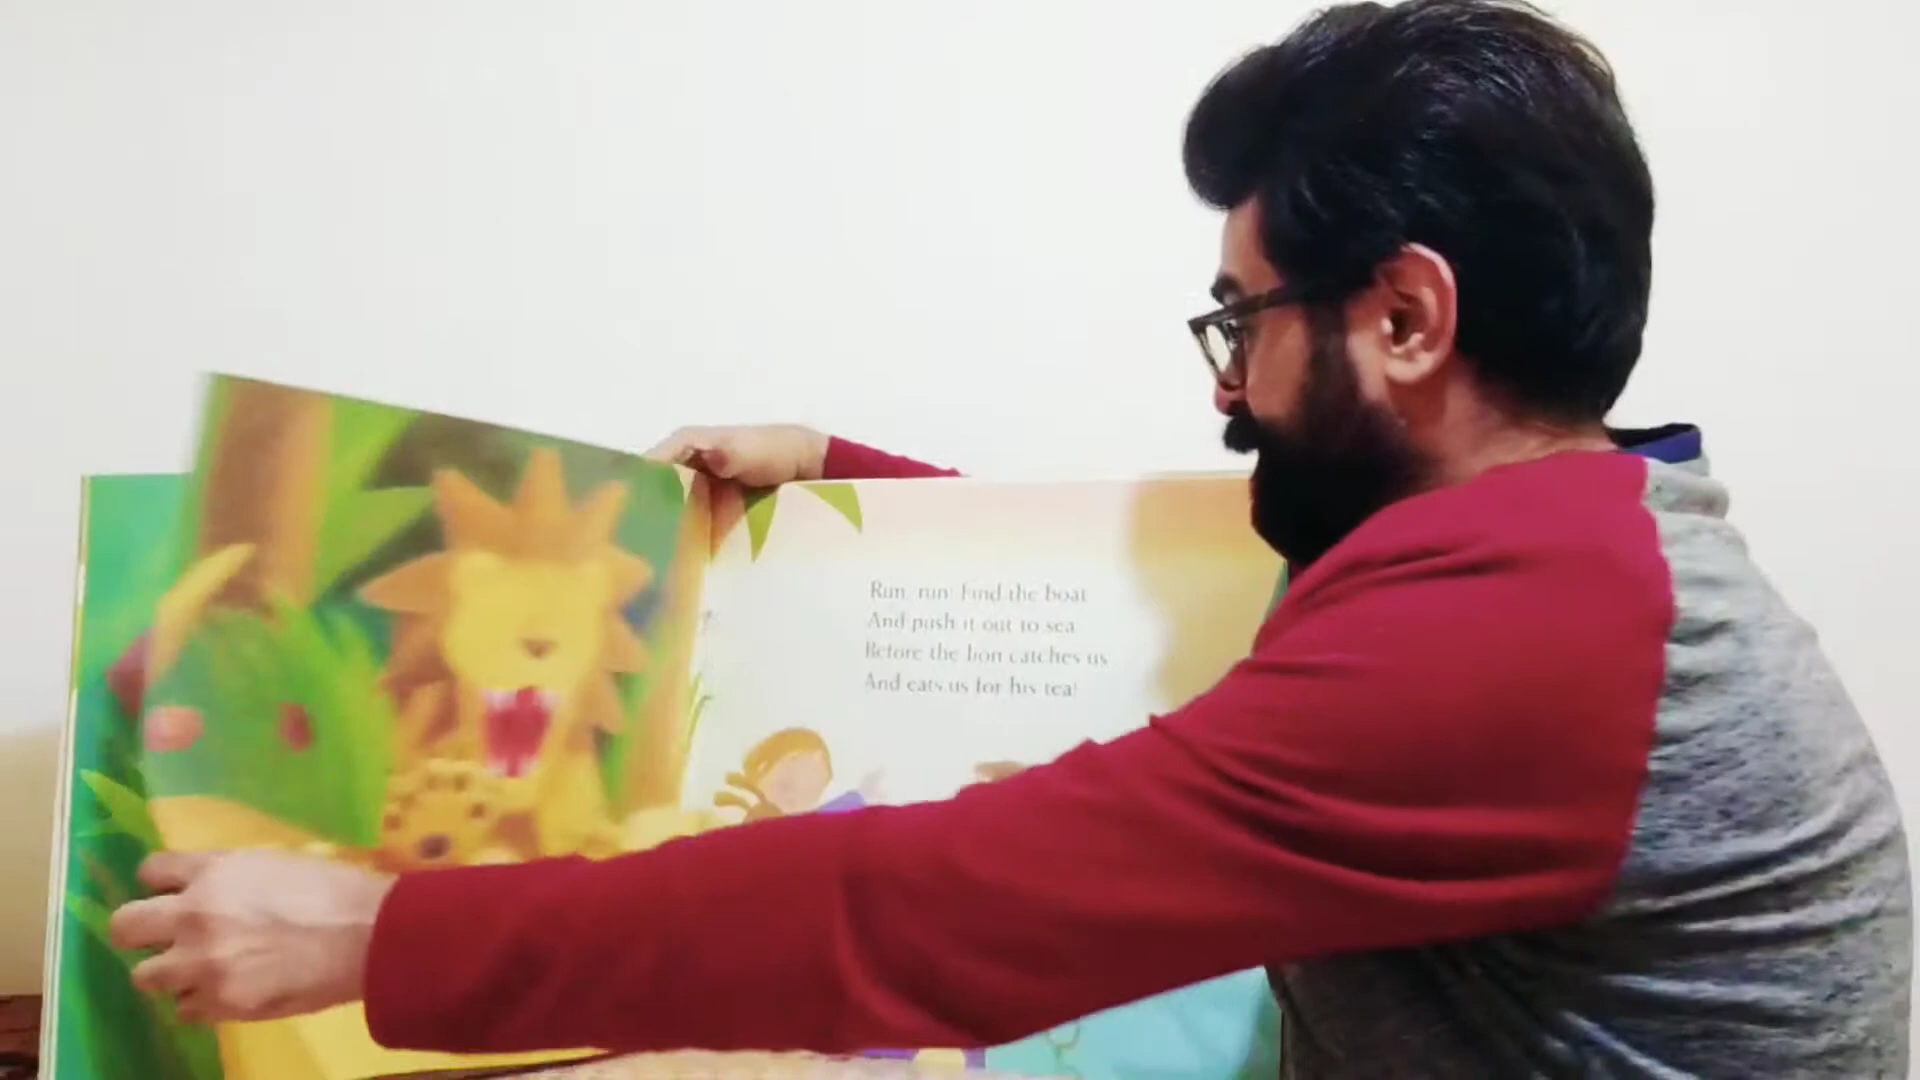 Run, run! Find the boat
And push it out to sea
Before the lion catches us
And eats us for his tea!